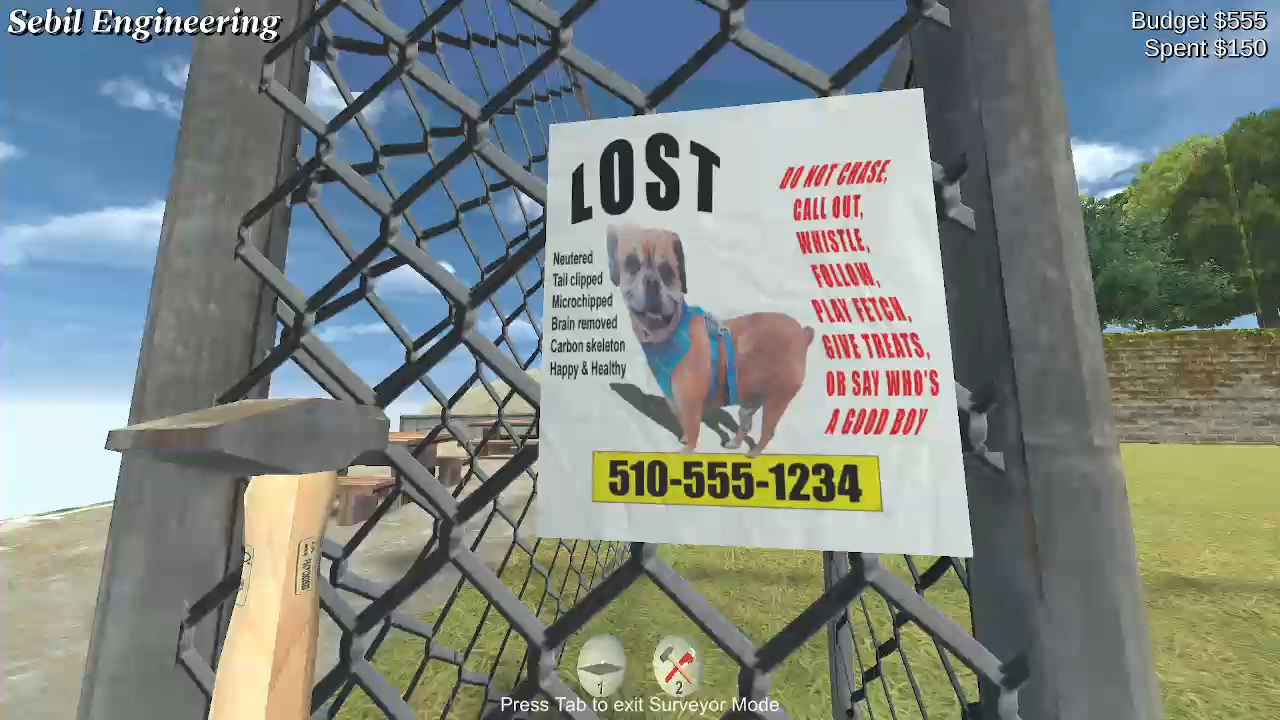 Sebil Engineering
Budget $555
Spent $150
LOST
Neutered
Tail clipped
Microchipped
Brain removed
Carbon skeleton
Happy & Healthy
DO NOT CHASE,
CALL OUT,
WHISTLE,
FOLLOW,
PLAY FETCH,
GIVE TREATS,
OR SAY WHO'S
A GOOD BOY
510-555-1234
1
2
Press Tab to exit Surveyor Mode